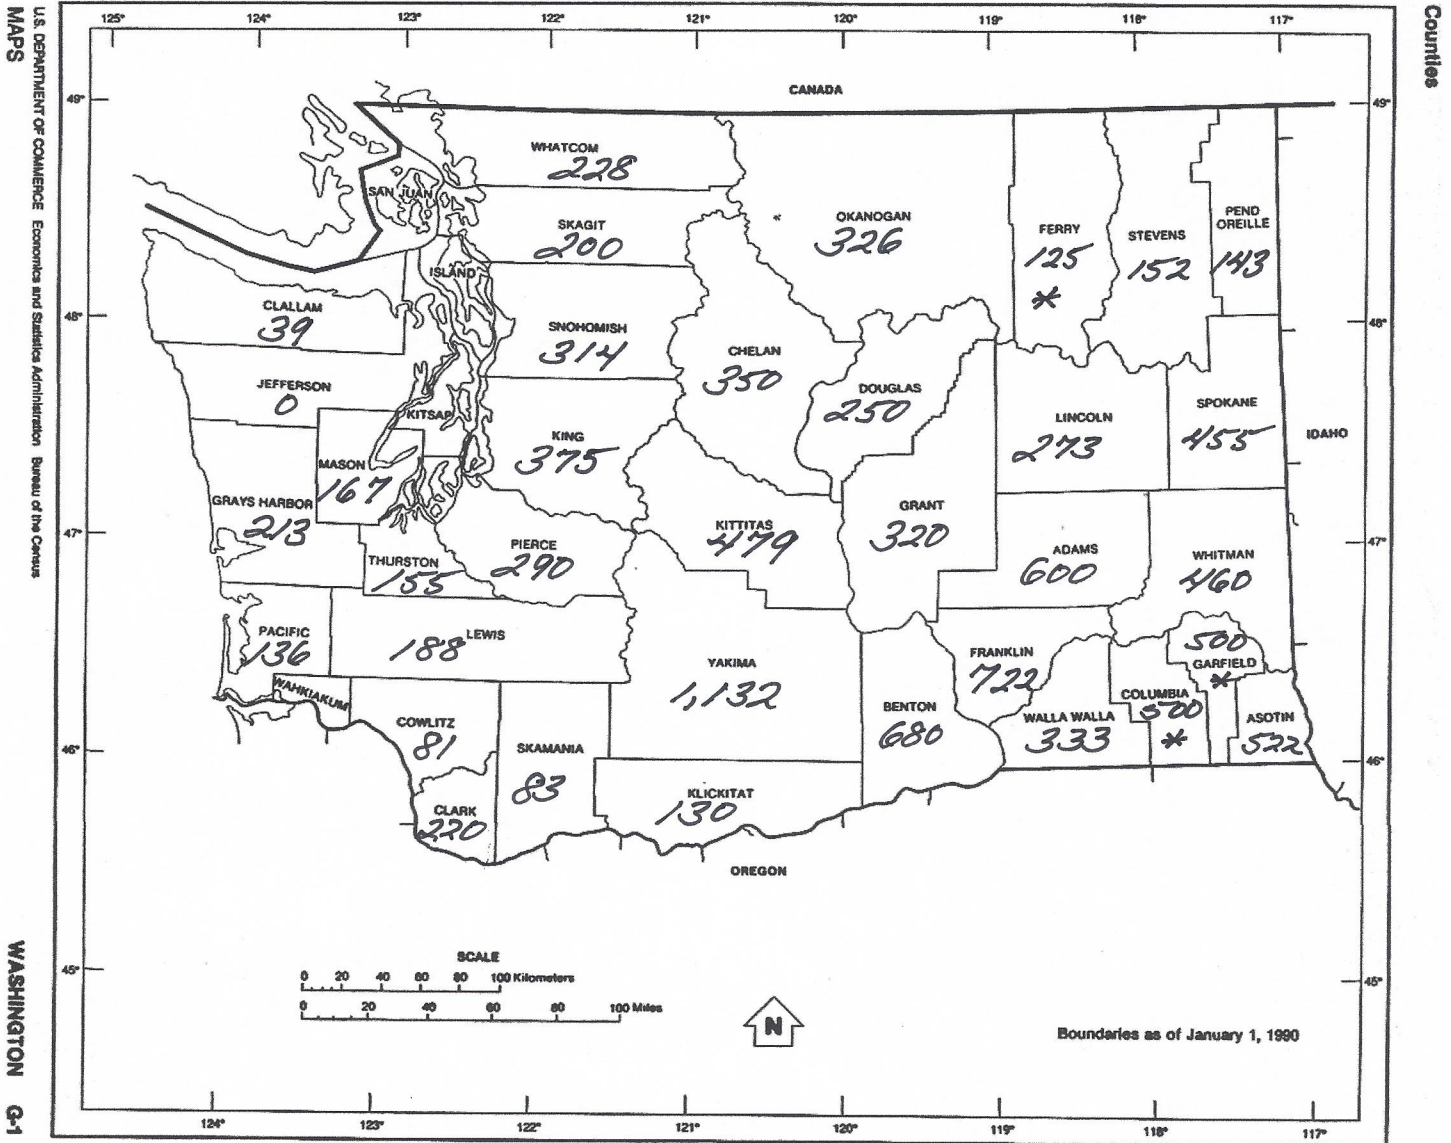 Counties
U.S. DEPARTMENT OF COMMERCE Economics and Statistics Administration Bureau of the Census
MAPS
WASHINGTON G-1
125° 124° 123° 122° 121° 120° 119° 118° 117°
49° 49°
CANADA
WHATCOM
228
SAN JUAN
SKAGIT
200
OKANOGAN
326
FERRY
125
*
STEVENS
152
PEND
OREILLE
143
ISLAND
CLALLAM
39
48° 48°
SNOHOMISH
314
CHELAN
350
DOUGLAS
250
JEFFERSON
0
KITSAP
LINCOLN
273
SPOKANE
455
IDAHO
KING
375
MASON
167
GRAYS HARBOR
213
GRANT
320
KITTITAS
479
47° 47°
PIERCE
290
THURSTON
155
ADAMS
600
WHITMAN
460
PACIFIC
136
LEWIS
188
YAKIMA
1,132
FRANKLIN
722
500
GARFIELD
*
WAHKIAKUM
COLUMBIA
500
*
BENTON
680
WALLA WALLA
333
ASOTIN
522
COWLITZ
81
46° 46°
SKAMANIA
83
KLICKITAT
130
CLARK
220
OREGON
SCALE
0 20 40 60 80 100 Kilometers
0 20 40 60 80 100 Miles
45° 45°
N
Boundaries as of January 1, 1990
124° 123° 122° 121° 120° 119° 118° 117°